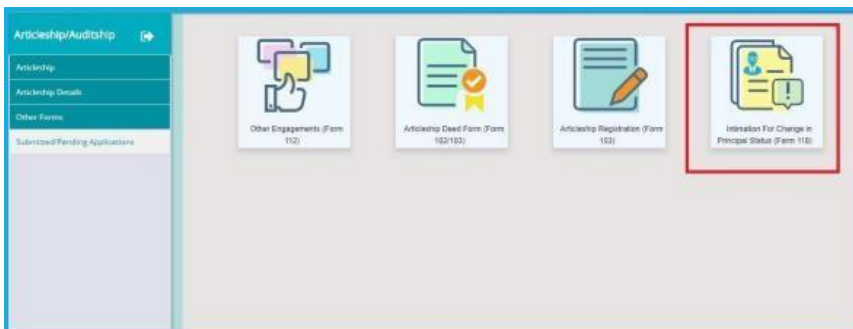 Articleship/Auditship
Articleship
Articleship Details
Other Forms
Submitted/Pending Applications
Other Engagements (Form
112)
Articleship Deed Form (Form
102/103)
Articleship Registration (Form
103)
Intimation For Change in
Principal Status (Form 118)